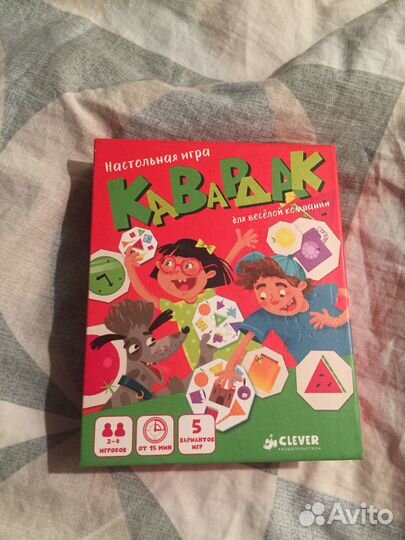 Настольная игра
КАВАРДАК
для весёлой компании
2-8
игроков
от 15 мин
5
вариантов
игр
CLEVER
издательство
Avito